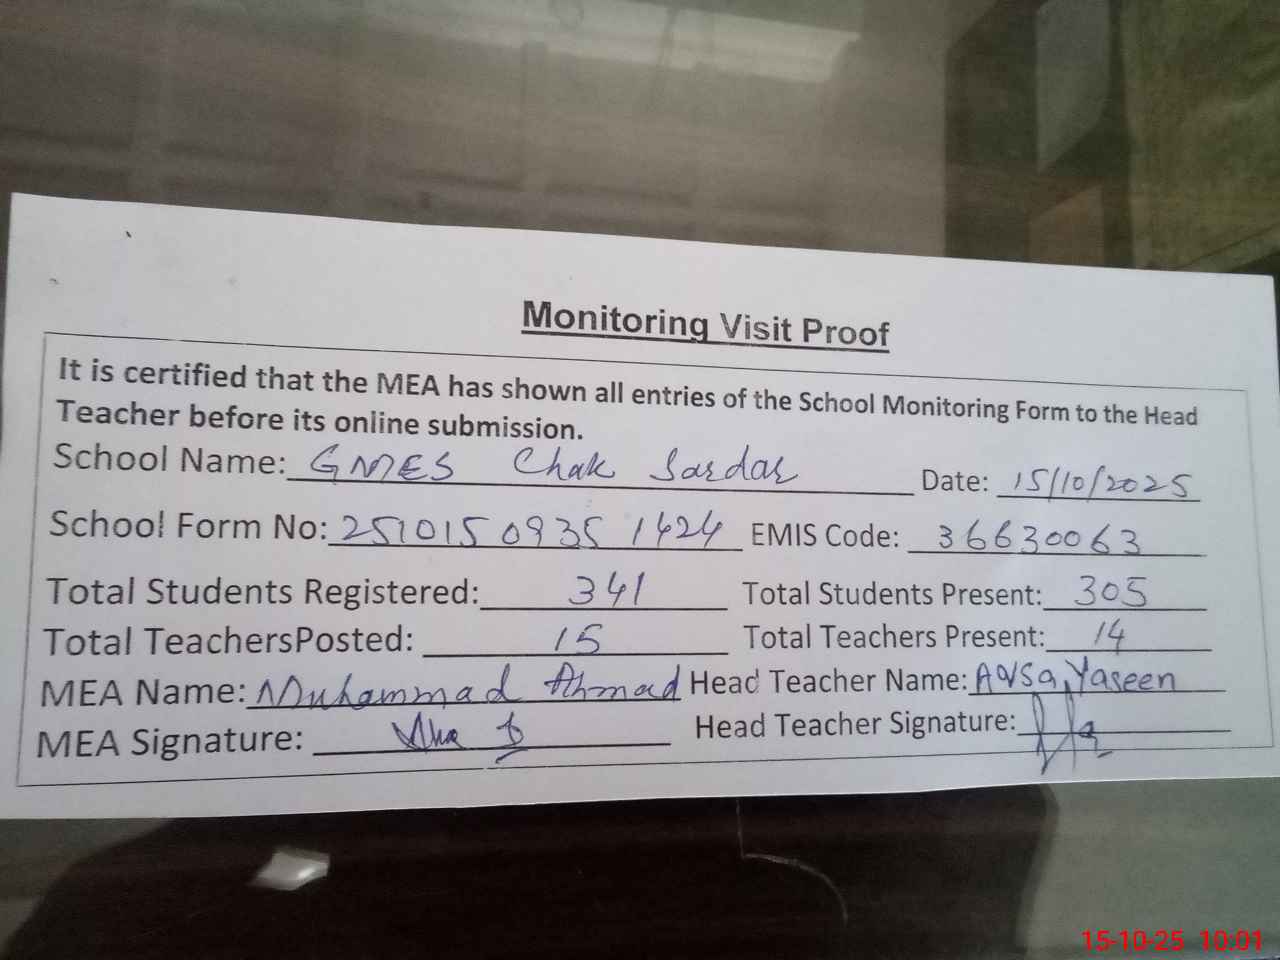 Monitoring Visit Proof
It is certified that the MEA has shown all entries of the School Monitoring Form to the Head
Teacher before its online submission.
School Name: GMES Chak Sardar Date: 15/10/2025
School Form No: 2510150935 1424 EMIS Code: 36630063
Total Students Registered: 341 Total Students Present: 305
Total TeachersPosted: 15 Total Teachers Present: 14
MEA Name: Muhammad Ahmad Head Teacher Name: Yaseen
MEA Signature: Head Teacher Signature:
15-10-25 10:01